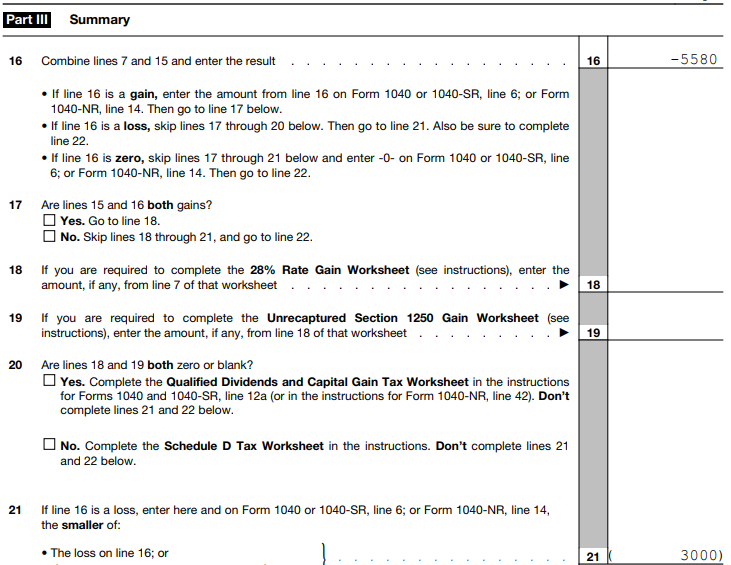 Part III Summary
16 Combine lines 7 and 15 and enter the result . . . . . . . . . . . . . . . . . 16 -5580
• If line 16 is a gain, enter the amount from line 16 on Form 1040 or 1040-SR, line 6; or Form
1040-NR, line 14. Then go to line 17 below.
• If line 16 is a loss, skip lines 17 through 20 below. Then go to line 21. Also be sure to complete
line 22.
• If line 16 is zero, skip lines 17 through 21 below and enter -0- on Form 1040 or 1040-SR, line
6; or Form 1040-NR, line 14. Then go to line 22.
17 Are lines 15 and 16 both gains?
Yes. Go to line 18.
No. Skip lines 18 through 21, and go to line 22.
18 If you are required to complete the 28% Rate Gain Worksheet (see instructions), enter the
amount, if any, from line 7 of that worksheet . . . . . . . . . . . . . . . . ▶ 18
19 If you are required to complete the Unrecaptured Section 1250 Gain Worksheet (see
instructions), enter the amount, if any, from line 18 of that worksheet . . . . . . . . ▶ 19
20 Are lines 18 and 19 both zero or blank?
Yes. Complete the Qualified Dividends and Capital Gain Tax Worksheet in the instructions
for Forms 1040 and 1040-SR, line 12a (or in the instructions for Form 1040-NR, line 42). Don't
complete lines 21 and 22 below.
No. Complete the Schedule D Tax Worksheet in the instructions. Don't complete lines 21
and 22 below.
21 If line 16 is a loss, enter here and on Form 1040 or 1040-SR, line 6; or Form 1040-NR, line 14,
the smaller of:
• The loss on line 16; or } . . . . . . . . . . . . . 21 ( 3000)